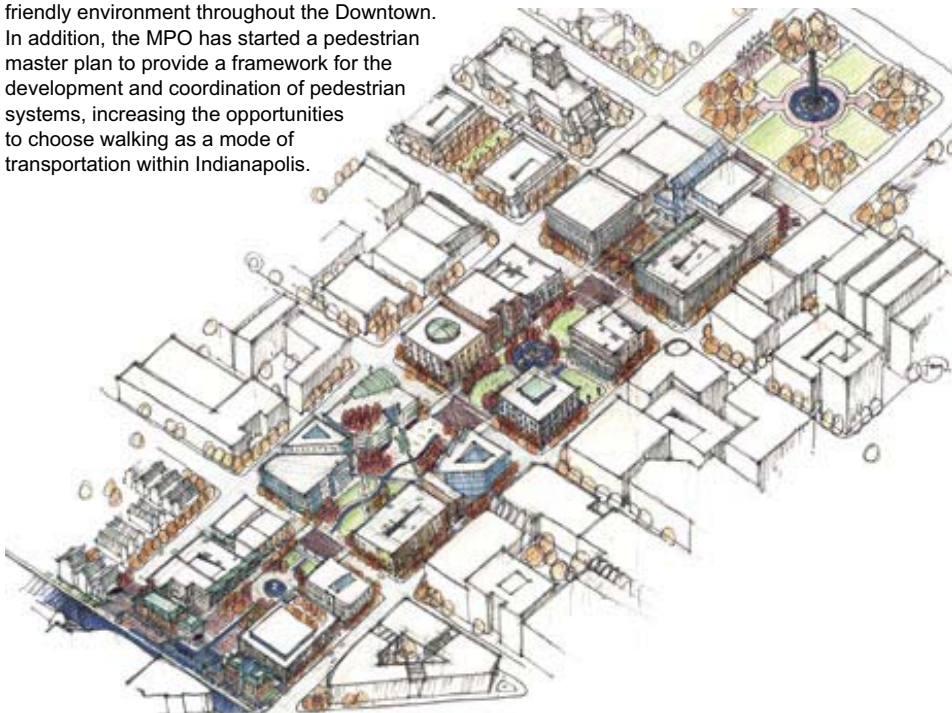 friendly environment throughout the Downtown.
In addition, the MPO has started a pedestrian
master plan to provide a framework for the
development and coordination of pedestrian
systems, increasing the opportunities
to choose walking as a mode of
transportation within Indianapolis.